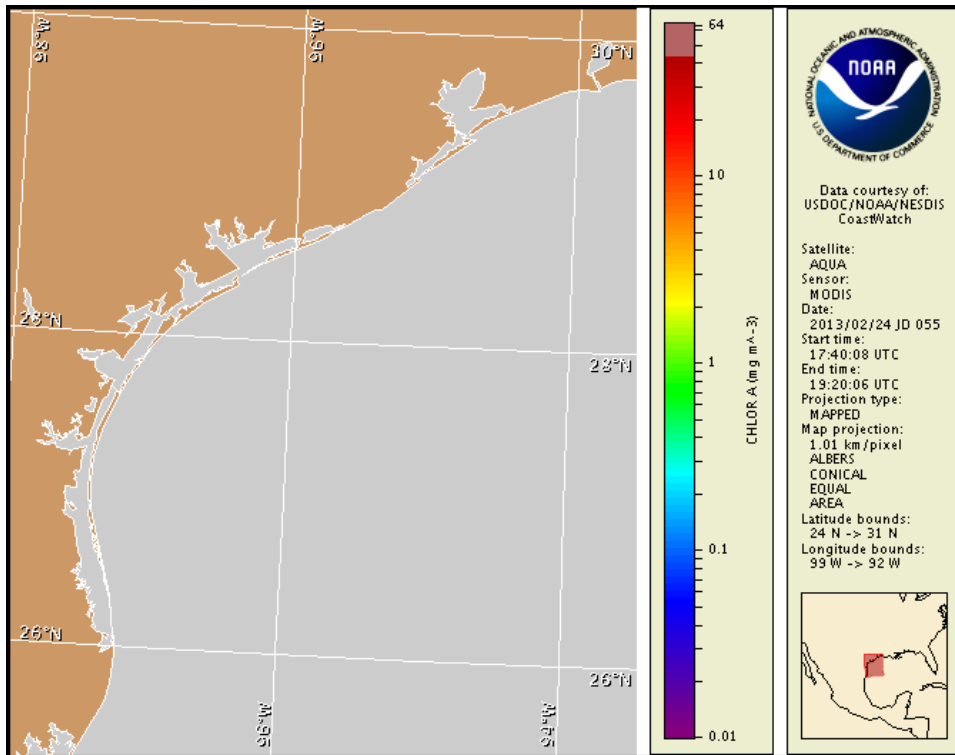 98°W
96°W
30°N
28°N
28°N
26°N
26°N
96°W
94°W
64
10
1
0.1
0.01
CHLOR A (mg m^-3)
NATIONAL OCEANIC AND ATMOSPHERIC ADMINISTRATION
NOAA
U.S. DEPARTMENT OF COMMERCE
Data courtesy of:
USDOC/NOAA/NESDIS
CoastWatch
Satellite:
AQUA
Sensor:
MODIS
Date:
2013/02/24 JD 055
Start time:
17:40:08 UTC
End time:
19:20:06 UTC
Projection type:
MAPPED
Map projection:
1.01 km/pixel
ALBERS
CONICAL
EQUAL
AREA
Latitude bounds:
24 N -> 31 N
Longitude bounds:
99 W -> 92 W